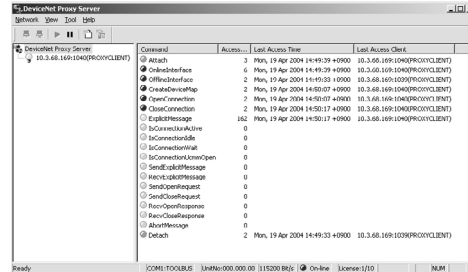 DeviceNet Proxy Server
Network View Tool Help
DeviceNet Proxy Server
10.3.68.169:1040(PROXYCLIENT)
Command Access... Last Access Time Last Access Client
Attach 3 Mon, 19 Apr 2004 14:49:39 +0900 10.3.68.169:1040(PROXYCLIENT)
OnlineInterface 6 Mon, 19 Apr 2004 14:49:39 +0900 10.3.68.169:1040(PROXYCLIENT)
OfflineInterface 2 Mon, 19 Apr 2004 14:49:33 +0900 10.3.68.169:1039(PROXYCLIENT)
CreateDeviceMap 2 Mon, 19 Apr 2004 14:50:07 +0900 10.3.68.169:1040(PROXYCLIENT)
OpenConnection 2 Mon, 19 Apr 2004 14:50:07 +0900 10.3.68.169:1040(PROXYCLIENT)
CloseConnection 2 Mon, 19 Apr 2004 14:50:17 +0900 10.3.68.169:1040(PROXYCLIENT)
ExplicitMessage 162 Mon, 19 Apr 2004 14:50:17 +0900 10.3.68.169:1040(PROXYCLIENT)
IsConnectionActive 0
IsConnectionIdle 0
IsConnectionWait 0
IsConnectionUcmmOpen 0
SendExplicitMessage 0
RecvExplicitMessage 0
SendOpenRequest 0
SendCloseRequest 0
RecvOpenResponse 0
RecvCloseResponse 0
AbortMessage 0
Detach 2 Mon, 19 Apr 2004 14:49:33 +0900 10.3.68.169:1039(PROXYCLIENT)
Ready COM1:TOOLBUS UnitNo:000.000.00 115200 Bit/s On-line License:1/10 NUM